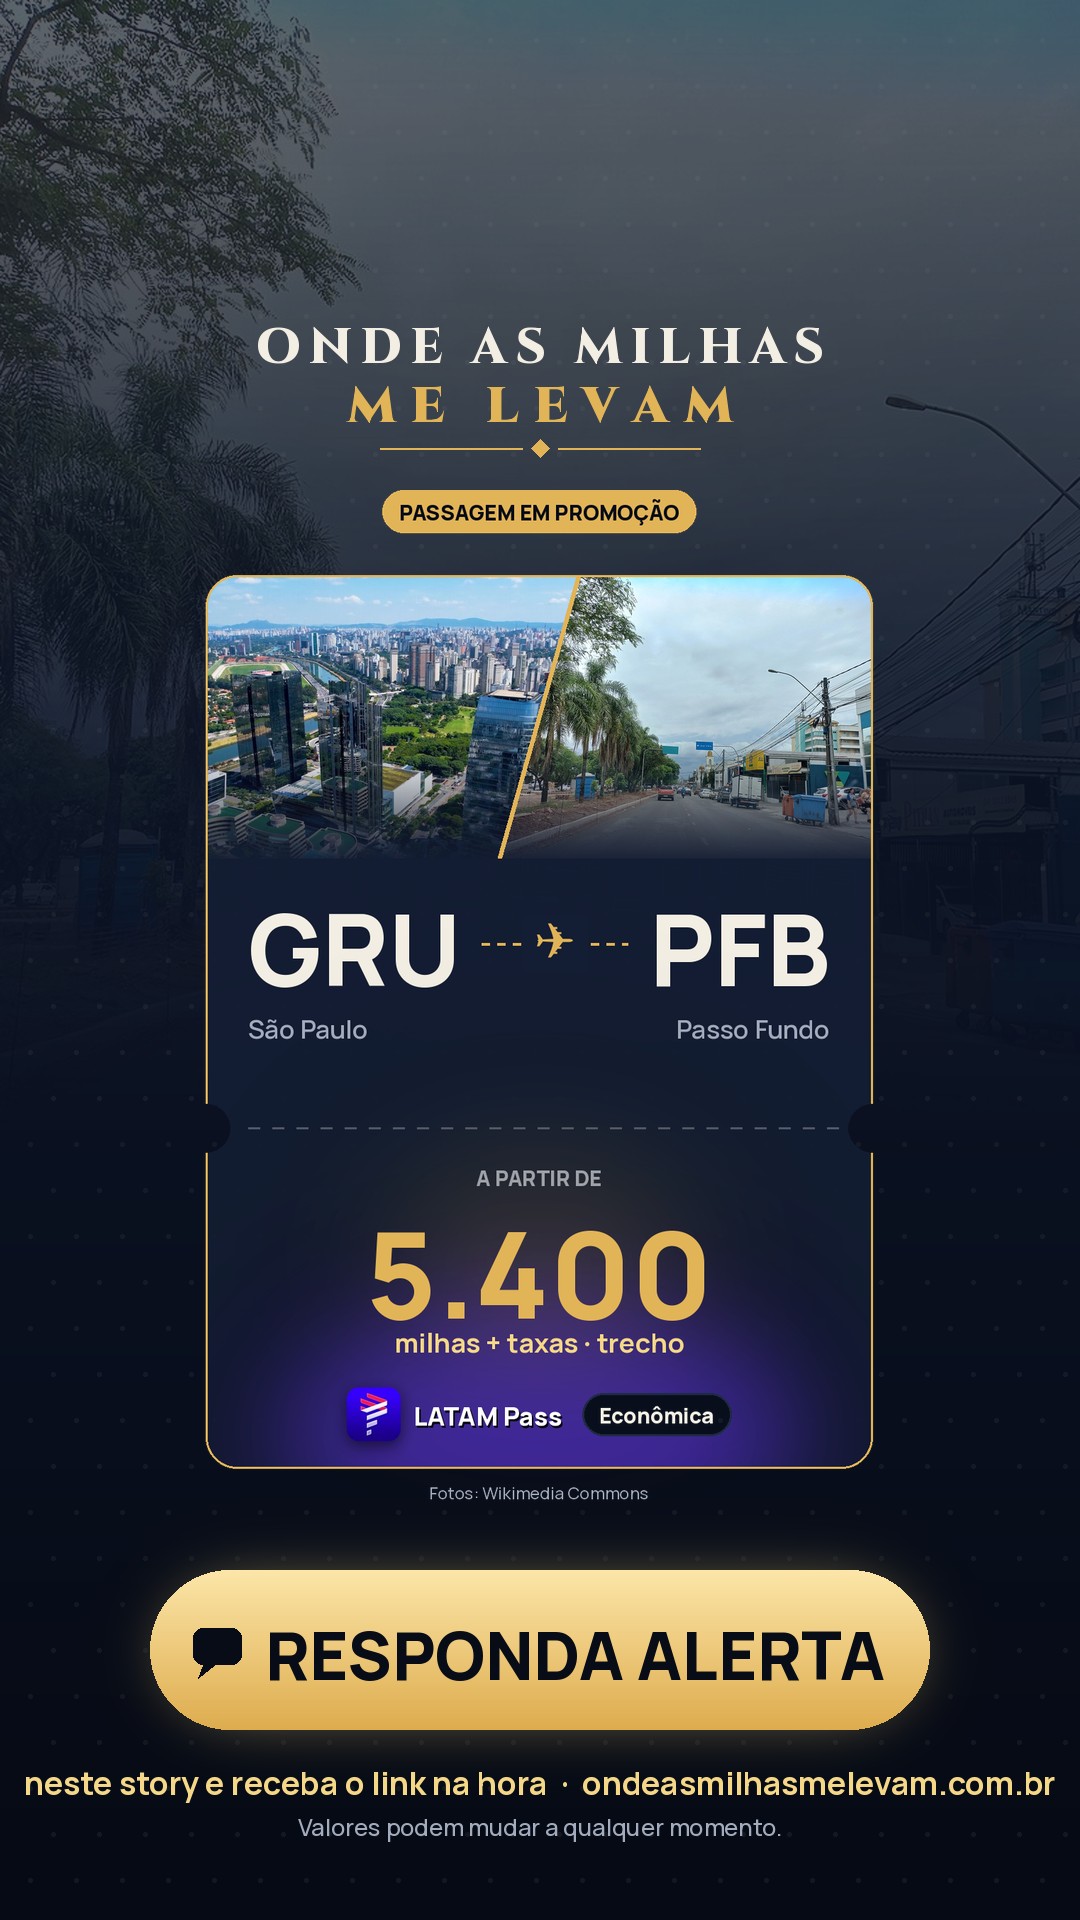 ONDE AS MILHAS
ME LEVAM
PASSAGEM EM PROMOÇÃO
GRU
PFB
São Paulo
Passo Fundo
A PARTIR DE
5.400
milhas + taxas · trecho
LATAM Pass
Econômica
Fotos: Wikimedia Commons
RESPONDA ALERTA
neste story e receba o link na hora · ondeasmilhasmelevam.com.br
Valores podem mudar a qualquer momento.